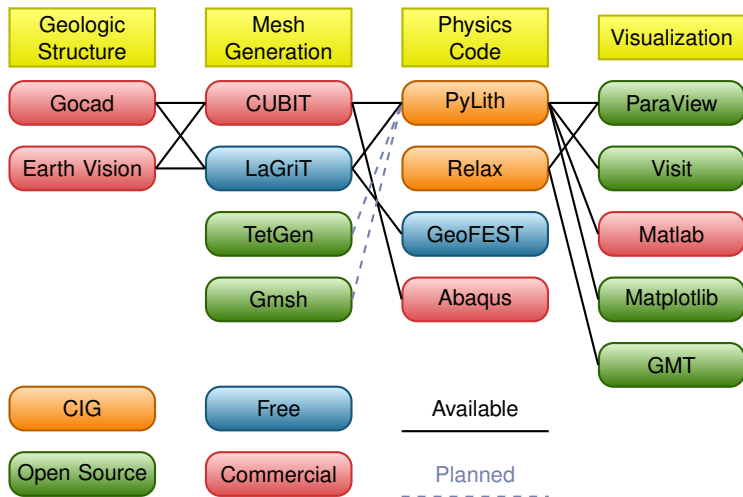 Geologic
Structure
Mesh
Generation
Physics
Code
Visualization
Gocad
CUBIT
PyLith
ParaView
Earth Vision
LaGriT
Relax
Visit
TetGen
GeoFEST
Matlab
Gmsh
Abaqus
Matplotlib
GMT
CIG
Free
Available
Open Source
Commercial
Planned